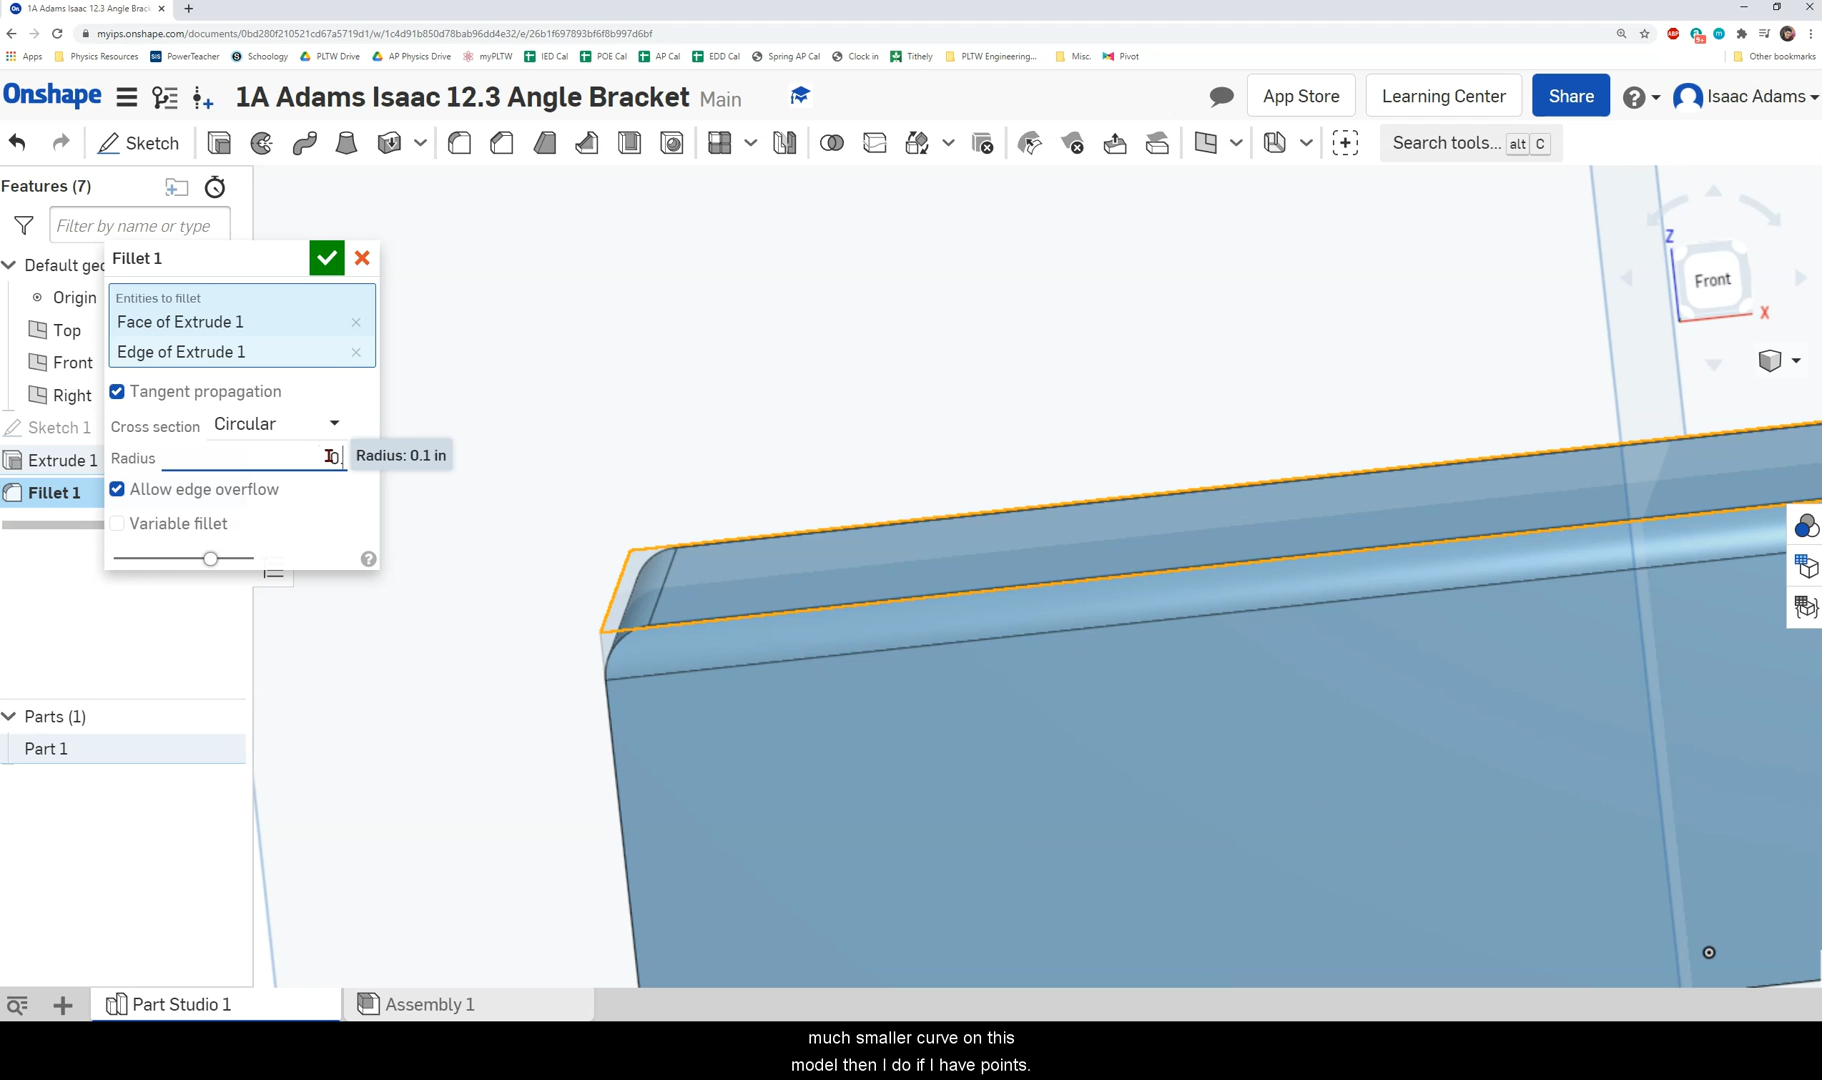 1A Adams Isaac 12.3 Angle Brack
myips.onshape.com/documents/0bd280f210521cd67a5719d1/w/1c4d91b850d78bab96dd4e32/e/26b1f697893bf6f8b997d6bf
Apps Physics Resources PowerTeacher Schoology PLTW Drive AP Physics Drive myPLTW IED Cal POE Cal AP Cal EDD Cal Spring AP Cal Clock in Tithely PLTW Engineering... Misc. Pivot Other bookmarks
Onshape 1A Adams Isaac 12.3 Angle Bracket Main App Store Learning Center Share Isaac Adams
Sketch Search tools... alt C
Features (7)
Filter by name or type
Default geo
Origin
Top
Front
Right
Sketch 1
Extrude 1
Fillet 1
Fillet 1
Entities to fillet
Face of Extrude 1
Edge of Extrude 1
Tangent propagation
Cross section Circular
Radius 0. Radius: 0.1 in
Allow edge overflow
Variable fillet
Z
Front
X
Parts (1)
Part 1
Part Studio 1 Assembly 1
much smaller curve on this
model then I do if I have points.